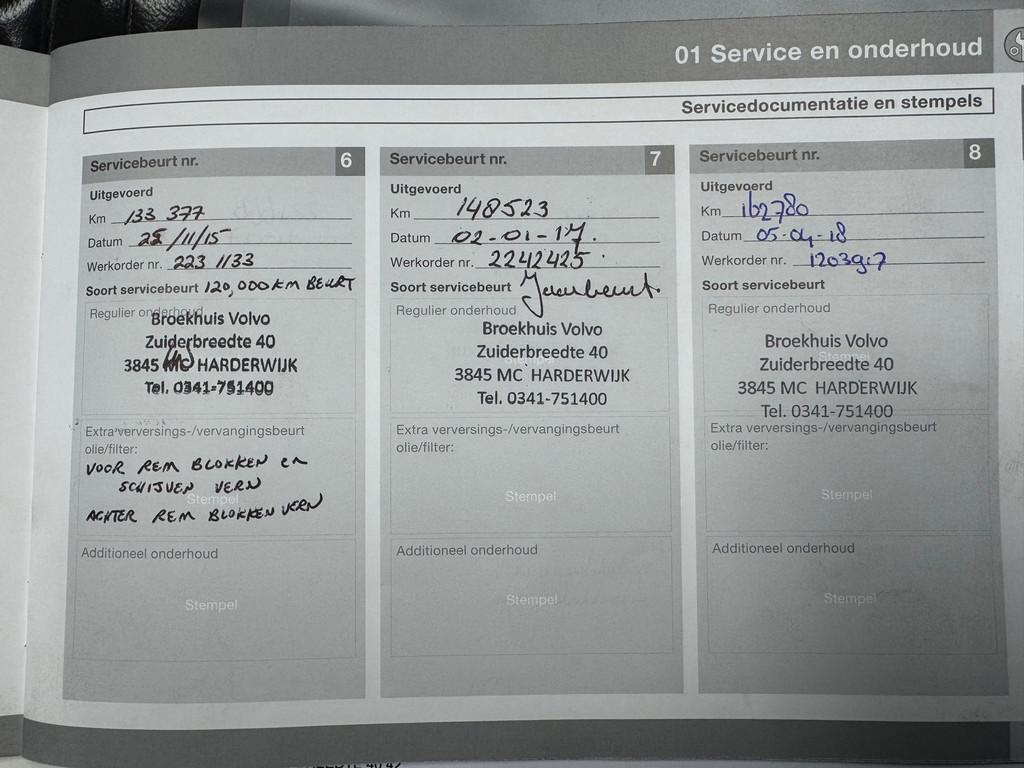 01 Service en onderhoud
Servicedocumentatie en stempels
Servicebeurt nr. 6
Uitgevoerd
Km 133 377
Datum 25/11/15
Werkorder nr. 223 1133
Soort servicebeurt 120,000 KM BEURT
Regulier onderhoud
Broekhuis Volvo
Zuiderbreedte 40
3845 MC HARDERWIJK
Tel. 0341-751400
Extra verversings-/vervangingsbeurt
olie/filter:
VOOR REM BLOKKEN en
SCHIJVEN VERN
Stempel
ACHTER REM BLOKKEN VERN
Additioneel onderhoud
Stempel
Servicebeurt nr. 7
Uitgevoerd
Km 148523
Datum 02-01-17.
Werkorder nr. 2242425
Soort servicebeurt Jaarbeurt.
Regulier onderhoud
Broekhuis Volvo
Zuiderbreedte 40
3845 MC HARDERWIJK
Tel. 0341-751400
Extra verversings-/vervangingsbeurt
olie/filter:
Stempel
Additioneel onderhoud
Stempel
Servicebeurt nr. 8
Uitgevoerd
Km 162780
Datum 05-04-18
Werkorder nr. 1203917
Soort servicebeurt
Regulier onderhoud
Broekhuis Volvo
Stempel
Zuiderbreedte 40
3845 MC HARDERWIJK
Tel. 0341-751400
Extra verversings-/vervangingsbeurt
olie/filter:
Stempel
Additioneel onderhoud
Stempel